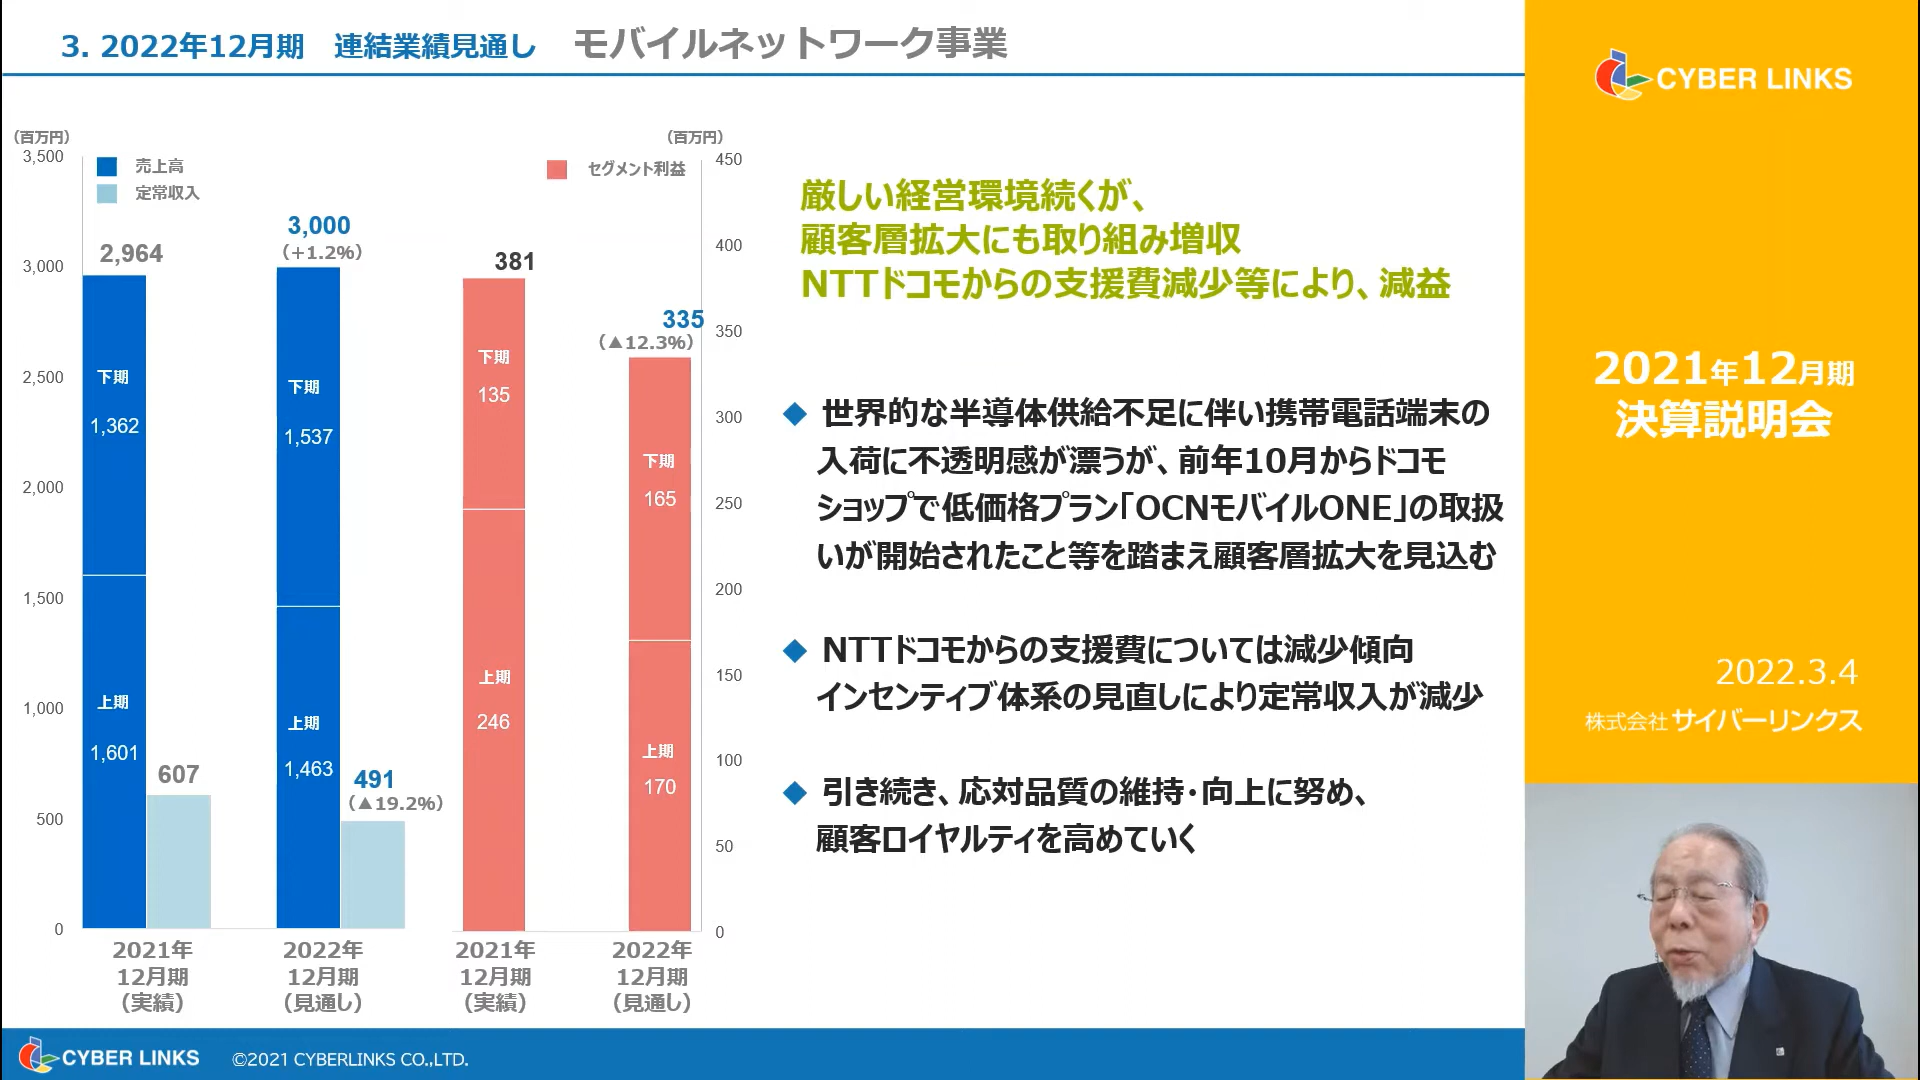 3. 2022年12月期　連結業績見通し　モバイルネットワーク事業
(百万円)
3,500
3,000
2,500
2,000
1,500
1,000
500
0
売上高
定常収入
2,964
下期
1,362
上期
1,601
607
3,000
(+1.2%)
下期
1,537
上期
1,463
491
(▲19.2%)
2021年
12月期
(実績)
2022年
12月期
(見通し)
(百万円)
セグメント利益
450
400
350
300
250
200
150
100
50
0
381
下期
135
上期
246
335
(▲12.3%)
下期
165
上期
170
2021年
12月期
(実績)
2022年
12月期
(見通し)
厳しい経営環境続くが、
顧客層拡大にも取り組み増収
NTTドコモからの支援費減少等により、減益
◆ 世界的な半導体供給不足に伴い携帯電話端末の
入荷に不透明感が漂うが、前年10月からドコモ
ショップで低価格プラン「OCNモバイルONE」の取扱
いが開始されたこと等を踏まえ顧客層拡大を見込む
◆ NTTドコモからの支援費については減少傾向
インセンティブ体系の見直しにより定常収入が減少
◆ 引き続き、応対品質の維持・向上に努め、
顧客ロイヤルティを高めていく
CYBER LINKS
©2021 CYBERLINKS CO.,LTD.
CYBER LINKS
2021年12月期
決算説明会
2022.3.4
株式会社サイバーリンクス